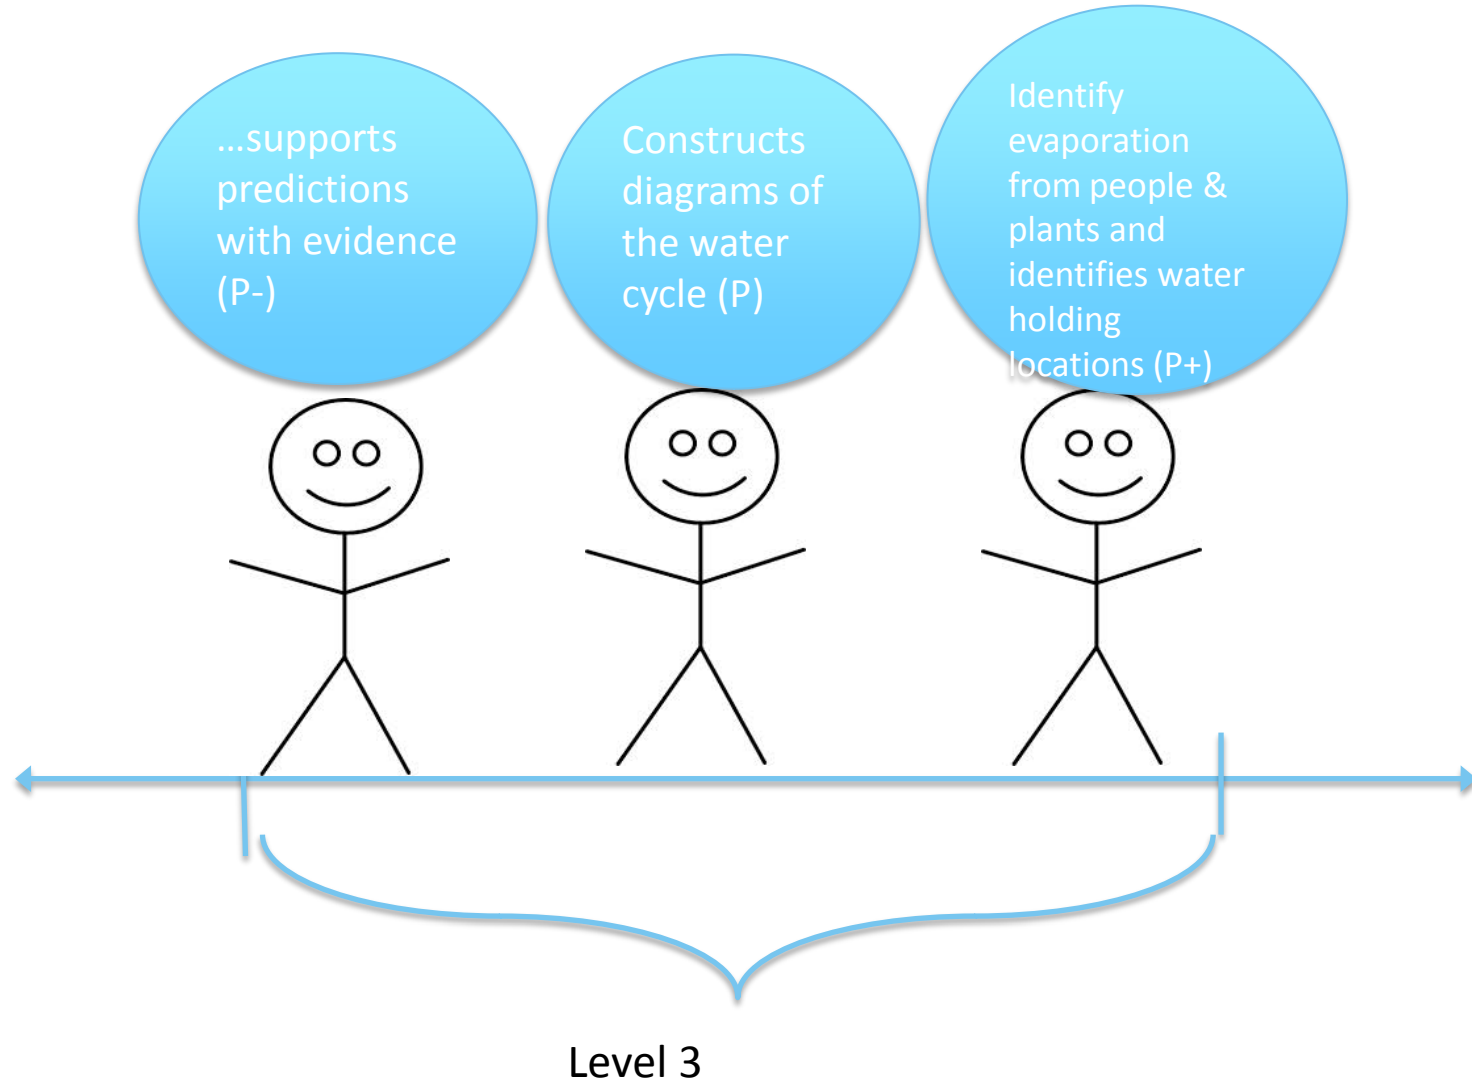 ...supports
predictions
with evidence
(P-)
Constructs
diagrams of
the water
cycle (P)
Identify
evaporation
from people &
plants and
identifies water
holding
locations (P+)
Level 3